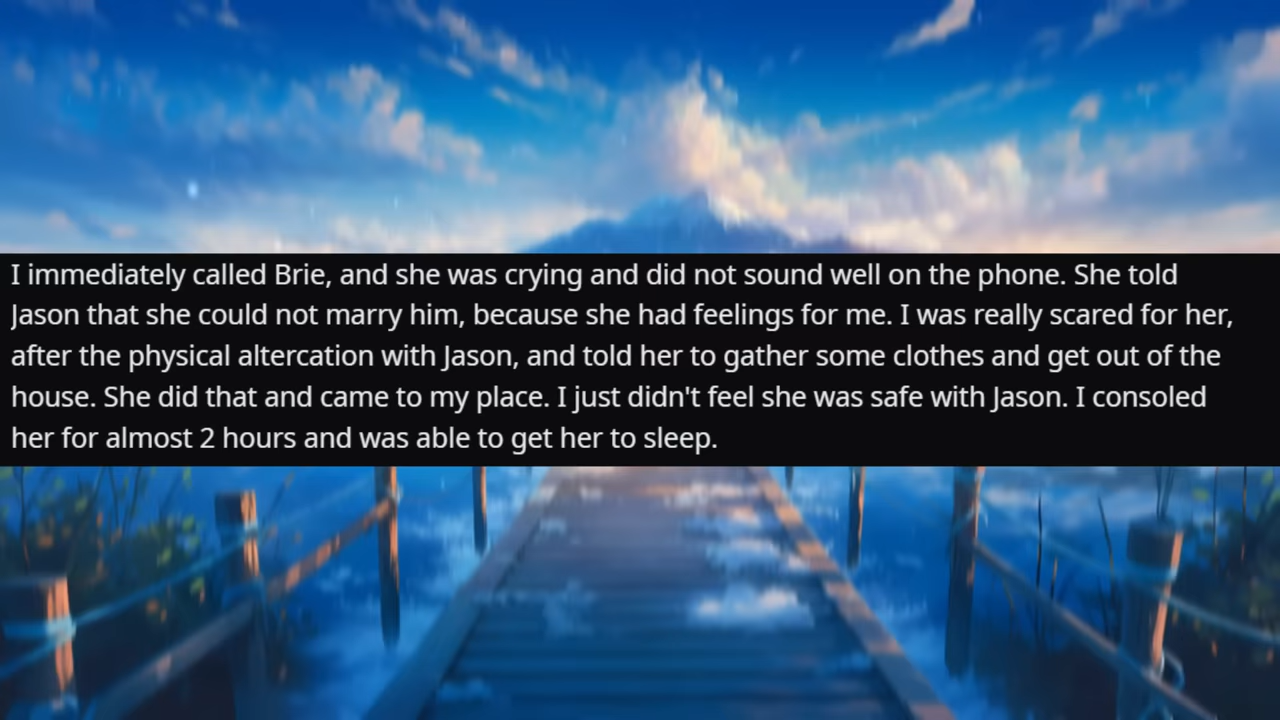 I immediately called Brie, and she was crying and did not sound well on the phone. She told
Jason that she could not marry him, because she had feelings for me. I was really scared for her,
after the physical altercation with Jason, and told her to gather some clothes and get out of the
house. She did that and came to my place. I just didn't feel she was safe with Jason. I consoled
her for almost 2 hours and was able to get her to sleep.